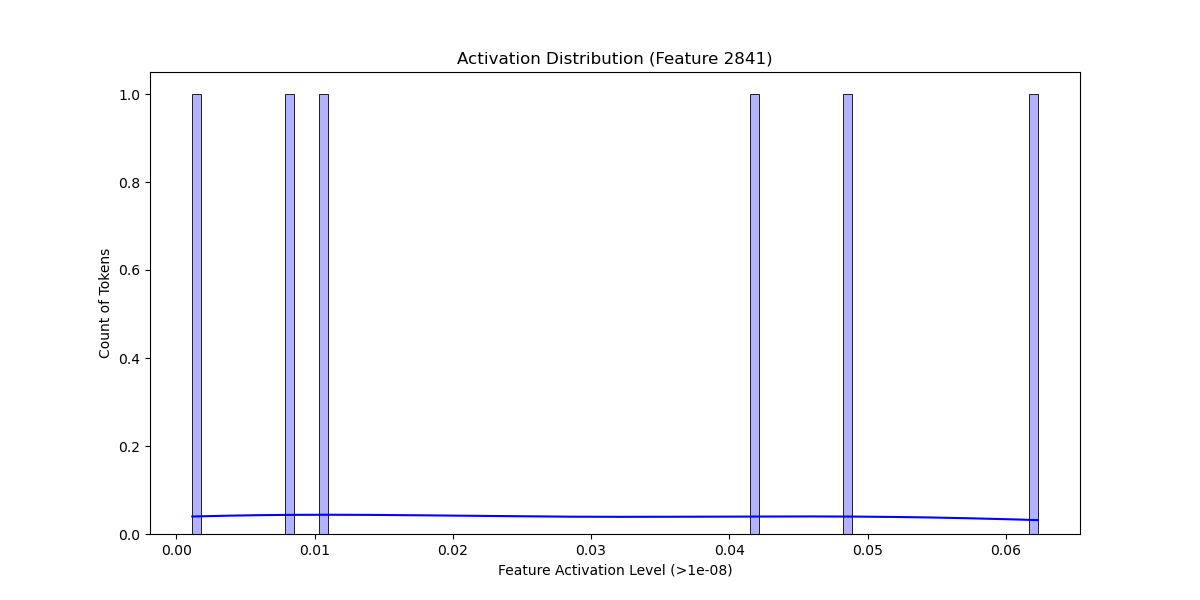 Activation Distribution (Feature 2841)
1.0
0.8
0.6
0.4
0.2
0.0
Count of Tokens
0.00 0.01 0.02 0.03 0.04 0.05 0.06
Feature Activation Level (>1e-08)